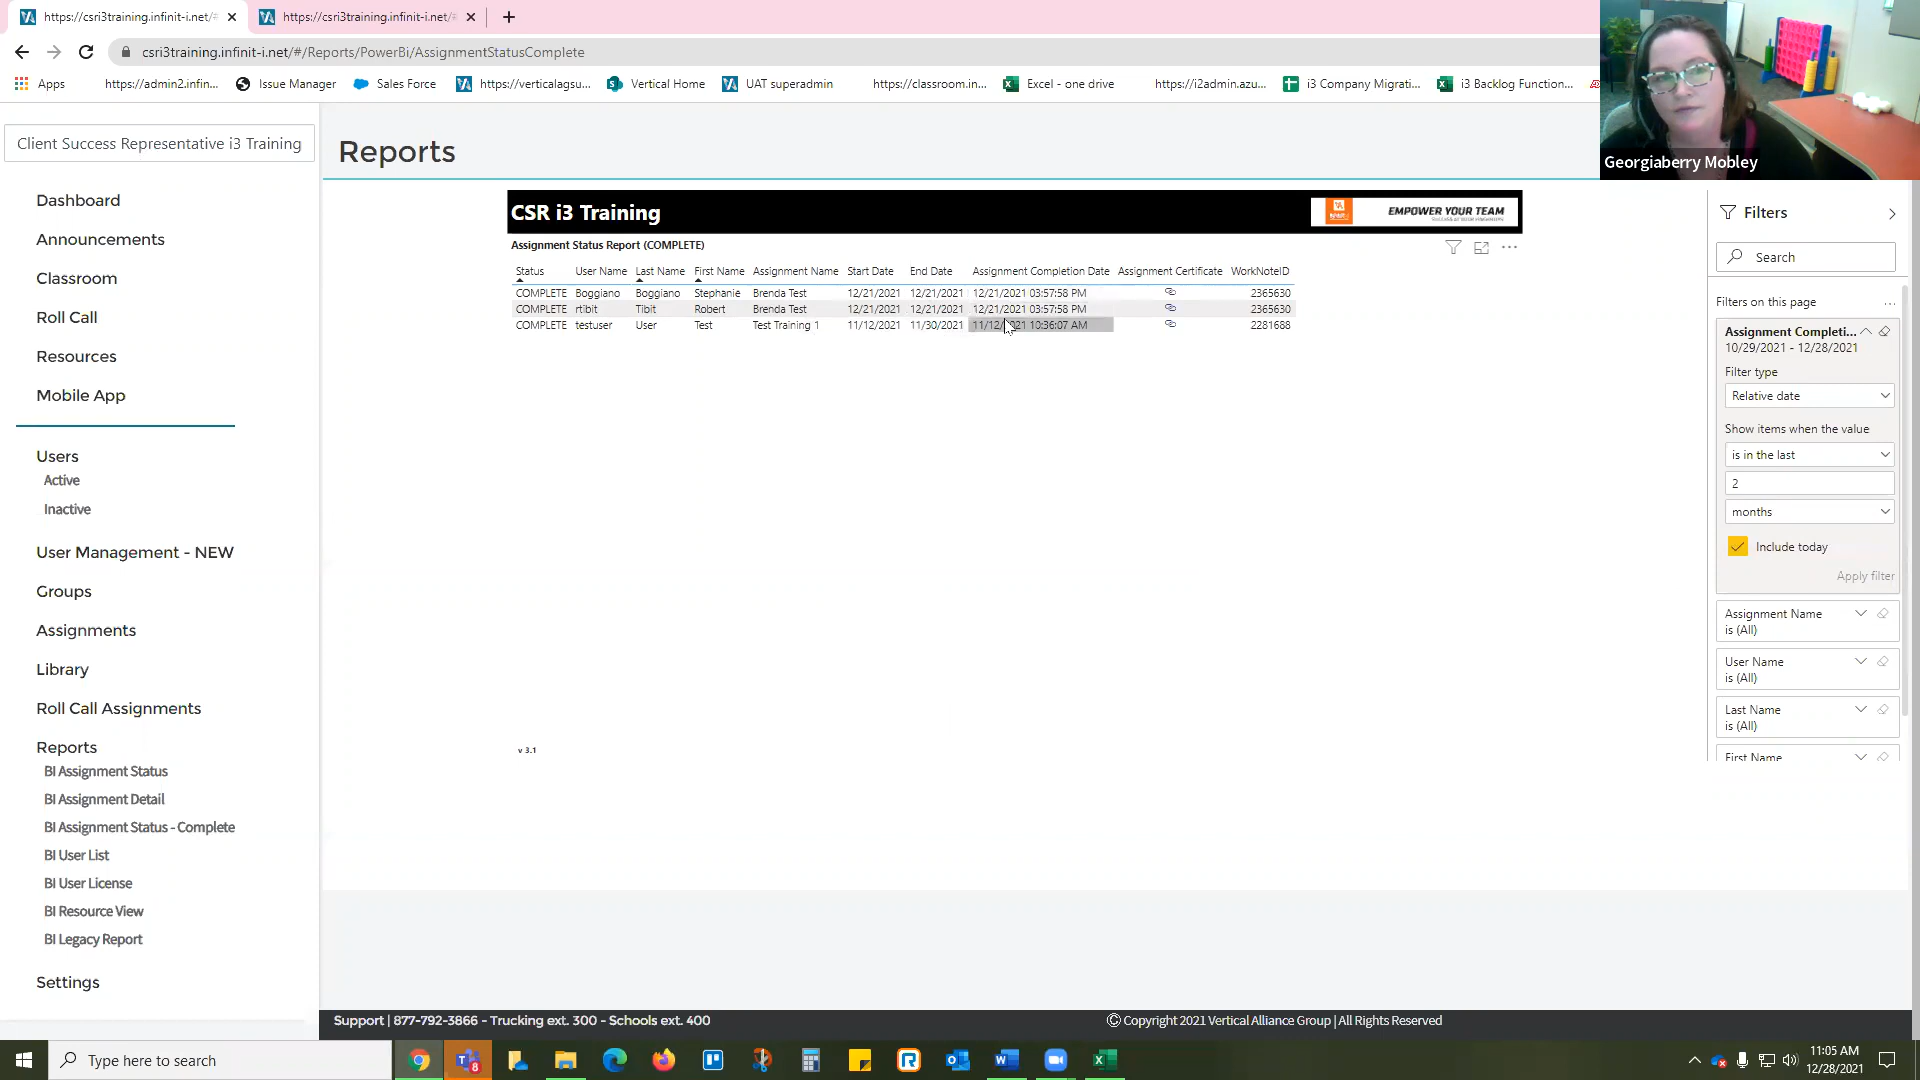 https://csri3training.infinit-i.net/#
https://csri3training.infinit-i.net/#
csri3training.infinit-i.net/#/Reports/PowerBi/AssignmentStatusComplete
Apps
https://admin2.infin...
Issue Manager
Sales Force
https://verticalagsu...
Vertical Home
UAT superadmin
https://classroom.in...
Excel - one drive
https://i2admin.azu...
i3 Company Migrati...
i3 Backlog Function...
Georgiaberry Mobley
Client Success Representative i3 Training
Dashboard
Announcements
Classroom
Roll Call
Resources
Mobile App
Users
Active
Inactive
User Management - NEW
Groups
Assignments
Library
Roll Call Assignments
Reports
BI Assignment Status
BI Assignment Detail
BI Assignment Status - Complete
BI User List
BI User License
BI Resource View
BI Legacy Report
Settings
Reports
CSR i3 Training
EMPOWER YOUR TEAM
Assignment Status Report (COMPLETE)
Status User Name Last Name First Name Assignment Name Start Date End Date Assignment Completion Date Assignment Certificate WorkNoteID
COMPLETE Boggiano Boggiano Stephanie Brenda Test 12/21/2021 12/21/2021 12/21/2021 03:57:58 PM 2365630
COMPLETE rtibit Tibit Robert Brenda Test 12/21/2021 12/21/2021 12/21/2021 03:57:58 PM 2365630
COMPLETE testuser User Test Test Training 1 11/12/2021 11/30/2021 11/12/2021 10:36:07 AM 2281688
v 3.1
Filters
Search
Filters on this page
Assignment Completi...
10/29/2021 - 12/28/2021
Filter type
Relative date
Show items when the value
is in the last
2
months
Include today
Apply filter
Assignment Name
is (All)
User Name
is (All)
Last Name
is (All)
First Name
Support | 877-792-3866 - Trucking ext. 300 - Schools ext. 400
© Copyright 2021 Vertical Alliance Group | All Rights Reserved
Type here to search
8
11:05 AM
12/28/2021